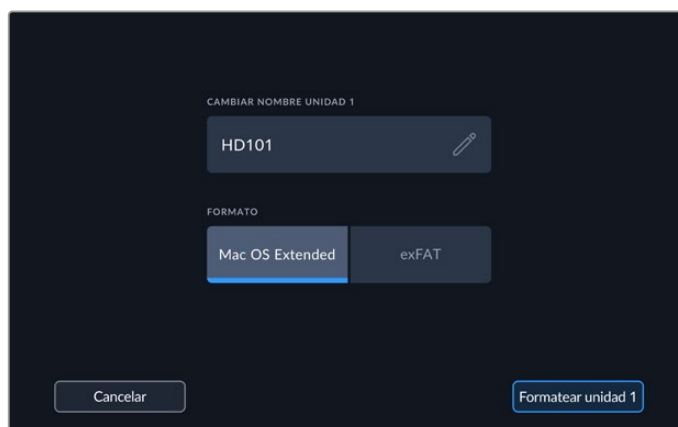 CAMBIAR NOMBRE UNIDAD 1
HD101
FORMATO
Mac OS Extended exFAT
Cancelar Formatear unidad 1